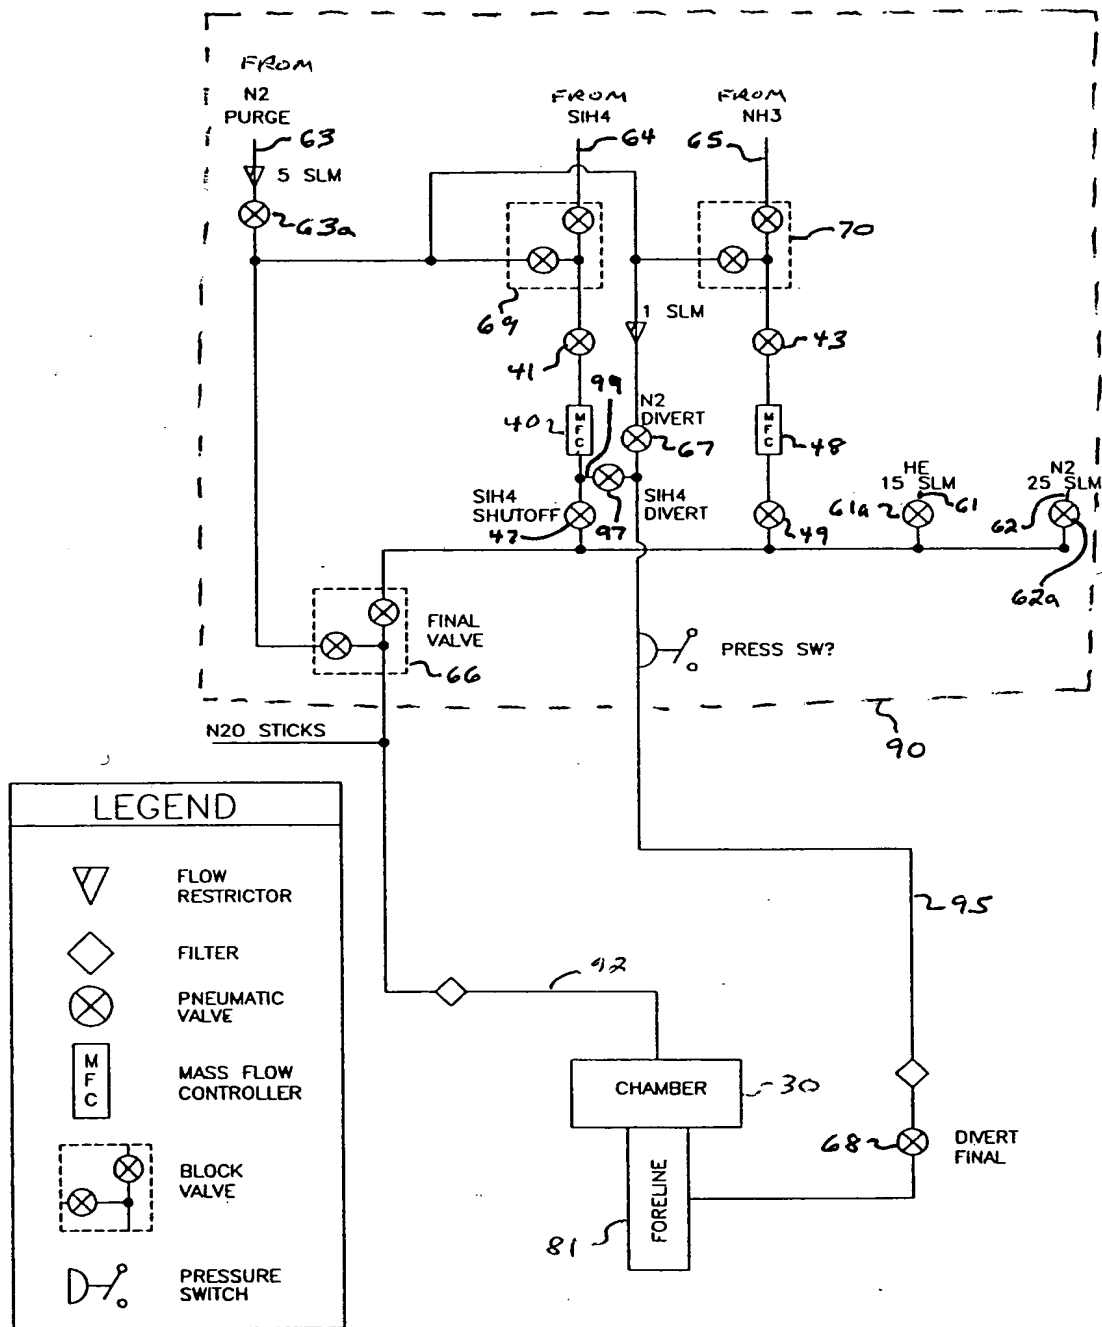 FROM
N2
PURGE
63
5 SLM
63a
FROM
SIH4
64
FROM
NH3
65
70
69
1 SLM
41
43
99
40
MFC
N2
DIVERT
67
MFC
48
SIH4
SHUTOFF
47
97
SIH4
DIVERT
49
HE
15 SLM
61
61a
N2
25 SLM
62
62a
FINAL
VALVE
66
PRESS SW?
90
N2O STICKS
LEGEND
FLOW
RESTRICTOR
FILTER
PNEUMATIC
VALVE
MFC
MASS FLOW
CONTROLLER
BLOCK
VALVE
PRESSURE
SWITCH
95
92
CHAMBER
30
68
DIVERT
FINAL
FORELINE
81